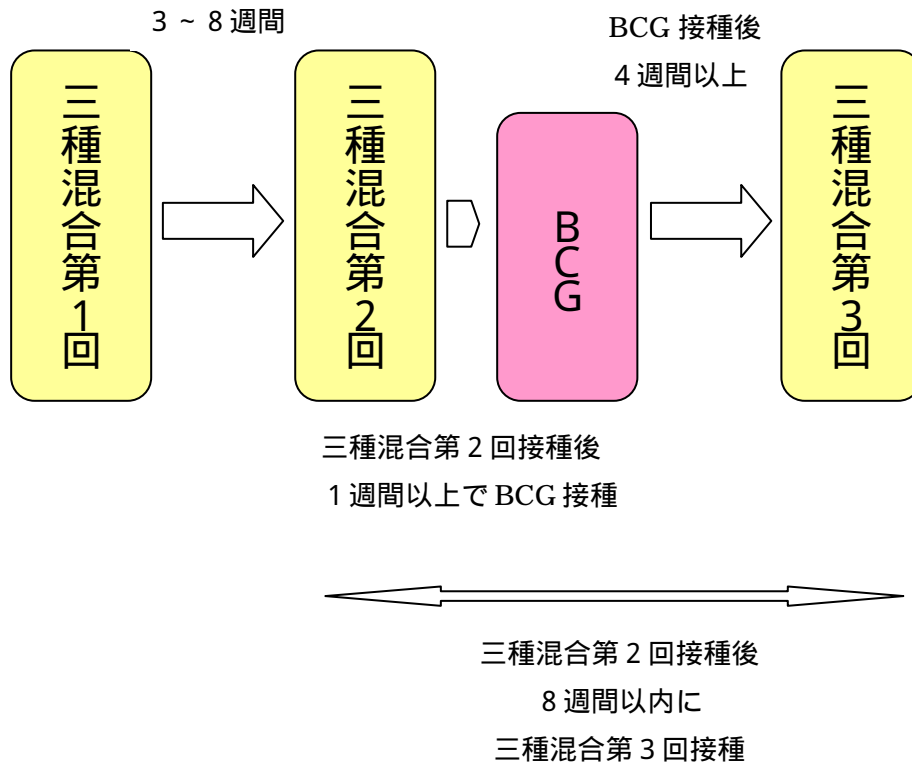 3 ~ 8 週間
BCG 接種後
4 週間以上
三種混合第1回
三種混合第2回
BCG
三種混合第3回
三種混合第 2 回接種後
1 週間以上で BCG 接種
三種混合第 2 回接種後
8 週間以内に
三種混合第 3 回接種